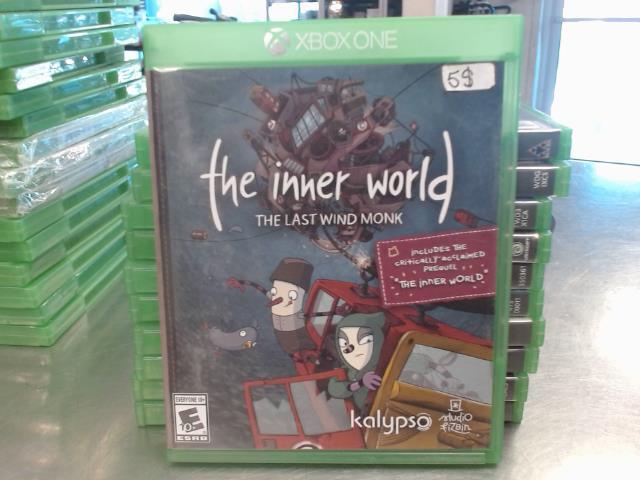 XBOX ONE
5$
the inner world
THE LAST WIND MONK
INCLUDES THE
CRITICALLY-ACCLAIMED
PREQUEL
"THE INNER WORLD"
EVERYONE 10+
E
10+
ESRB
kalypso
studio
fizbin